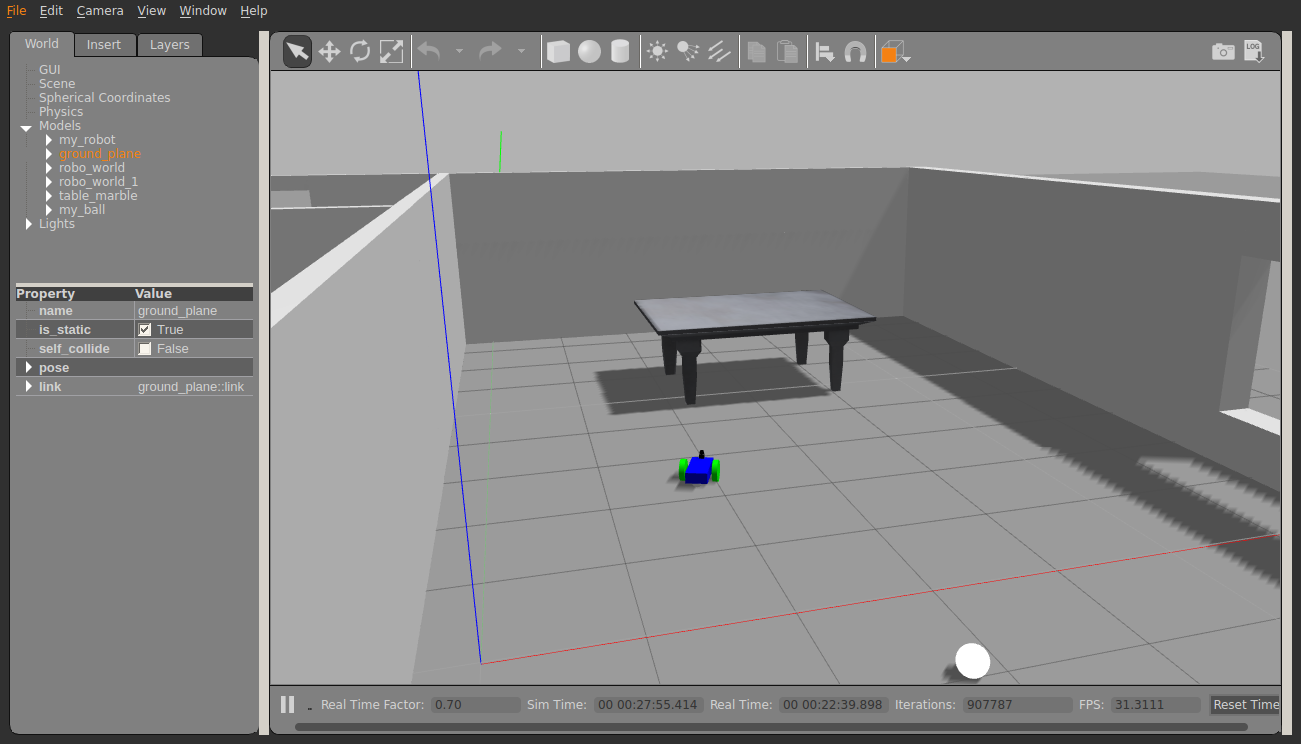 File Edit Camera View Window Help
World Insert Layers
LOG
GUI
Scene
Spherical Coordinates
Physics
Models
my_robot
ground_plane
robo_world
robo_world_1
table_marble
my_ball
Lights
Property Value
name ground_plane
is_static True
self_collide False
pose
link ground_plane::link
Real Time Factor: 0.70 Sim Time: 00 00:27:55.414 Real Time: 00 00:22:39.898 Iterations: 907787 FPS: 31.3111 Reset Time